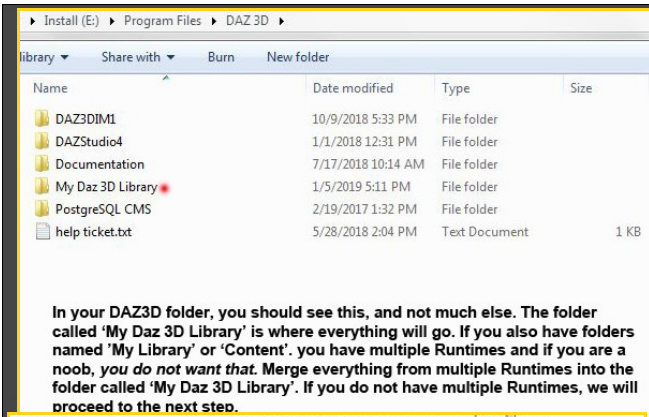 Install (E:) ▸ Program Files ▸ DAZ 3D ▸
library ▾ Share with ▾ Burn New folder
Name Date modified Type Size
DAZ3DIM1 10/9/2018 5:33 PM File folder
DAZStudio4 1/1/2018 12:31 PM File folder
Documentation 7/17/2018 10:14 AM File folder
My Daz 3D Library 1/5/2019 5:11 PM File folder
PostgreSQL CMS 2/19/2017 1:32 PM File folder
help ticket.txt 5/28/2018 2:04 PM Text Document 1 KB
In your DAZ3D folder, you should see this, and not much else. The folder
called ‘My Daz 3D Library’ is where everything will go. If you also have folders
named ’My Library’ or ‘Content’. you have multiple Runtimes and if you are a
noob, you do not want that. Merge everything from multiple Runtimes into the
folder called ‘My Daz 3D Library’. If you do not have multiple Runtimes, we will
proceed to the next step.